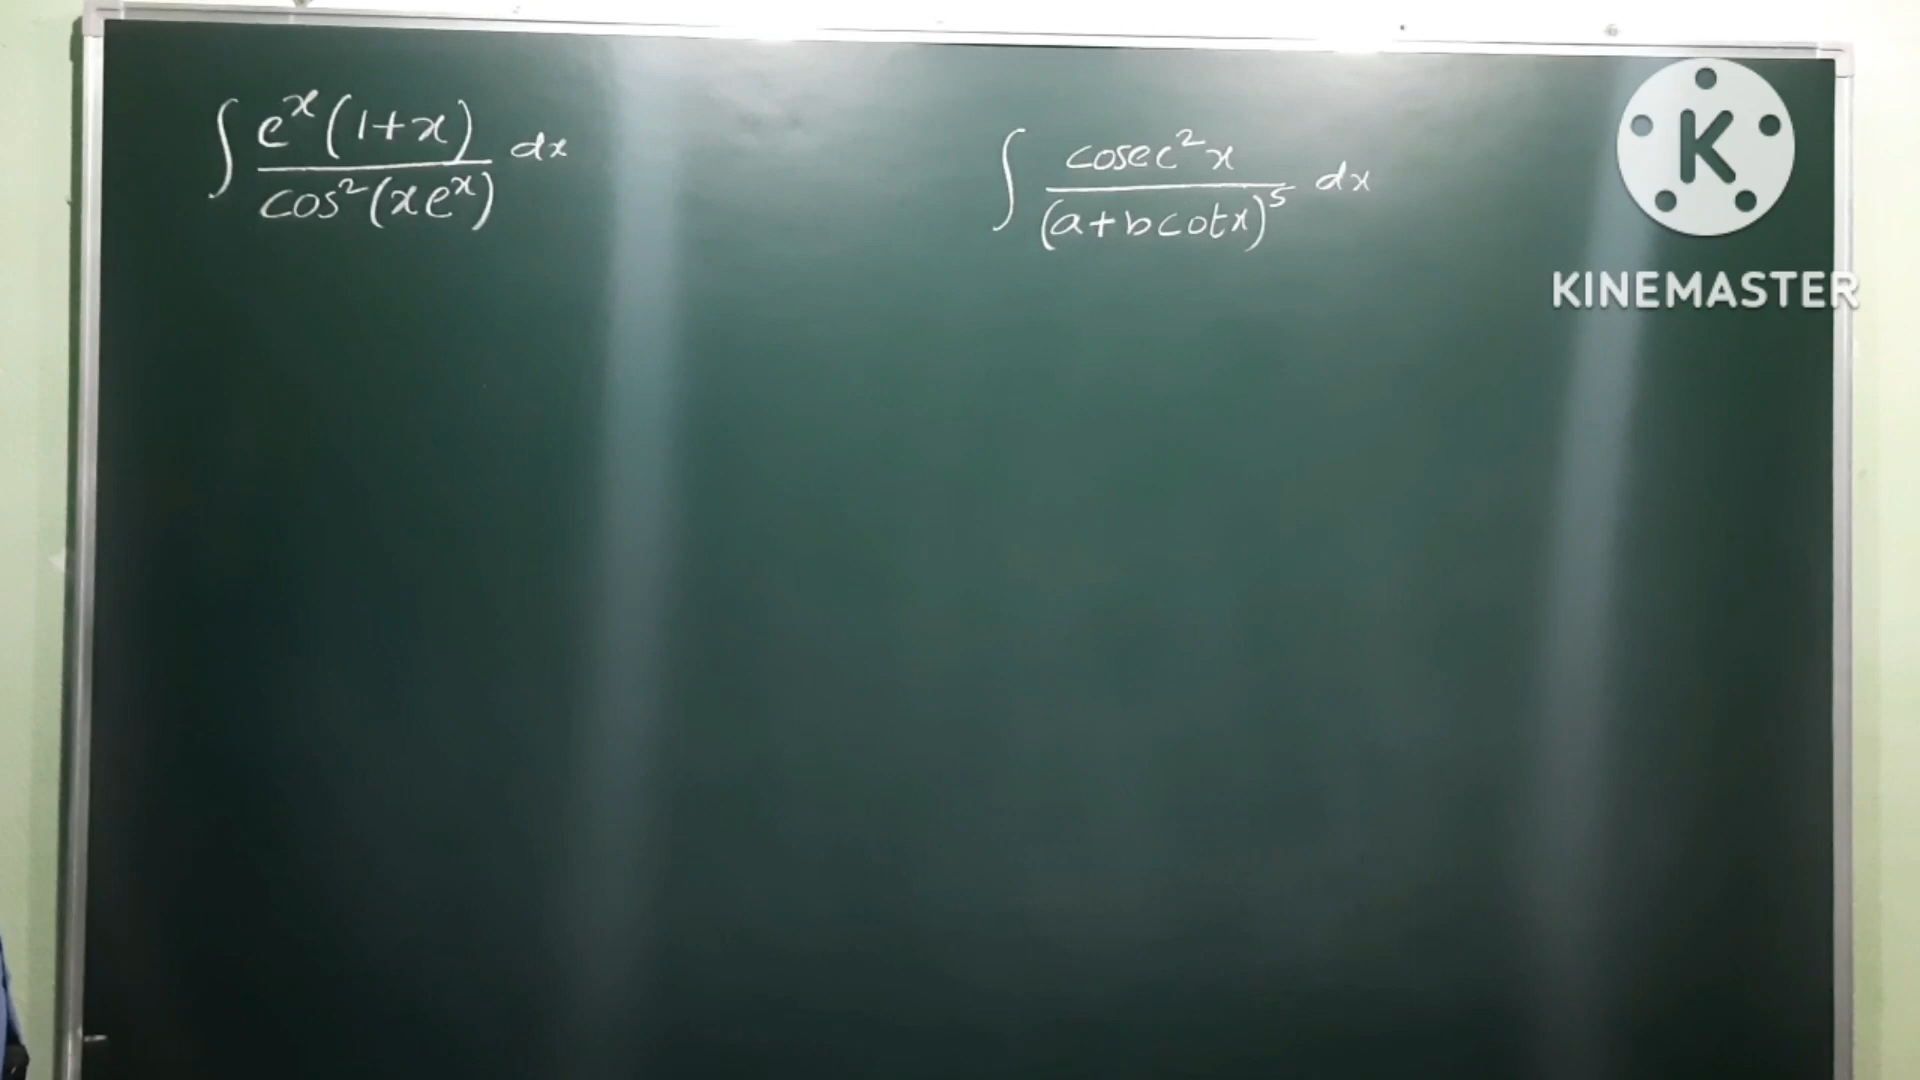 ∫ eˣ(1+x) / cos²(xeˣ) dx
∫ cosec²x / (a+bcotx)⁵ dx
K
KINEMASTER